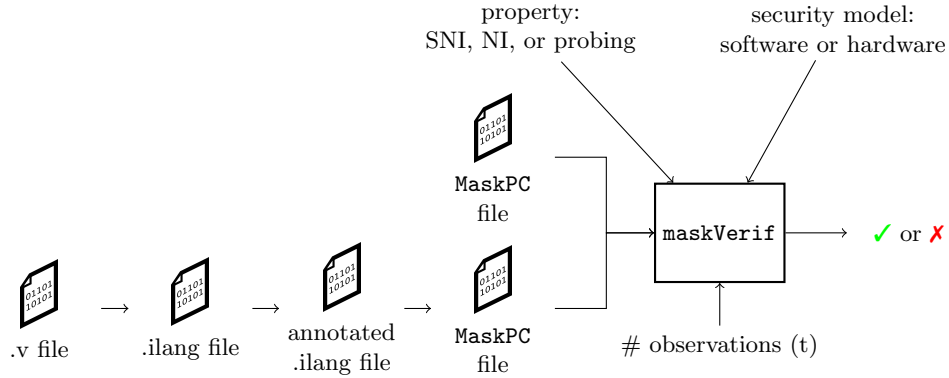 property:
SNI, NI, or probing
security model:
software or hardware
01101
10101
MaskPC
file
maskVerif
✓ or ✗
01101
10101
.v file
01101
10101
.ilang file
01101
10101
annotated
.ilang file
01101
10101
MaskPC
file
# observations (t)